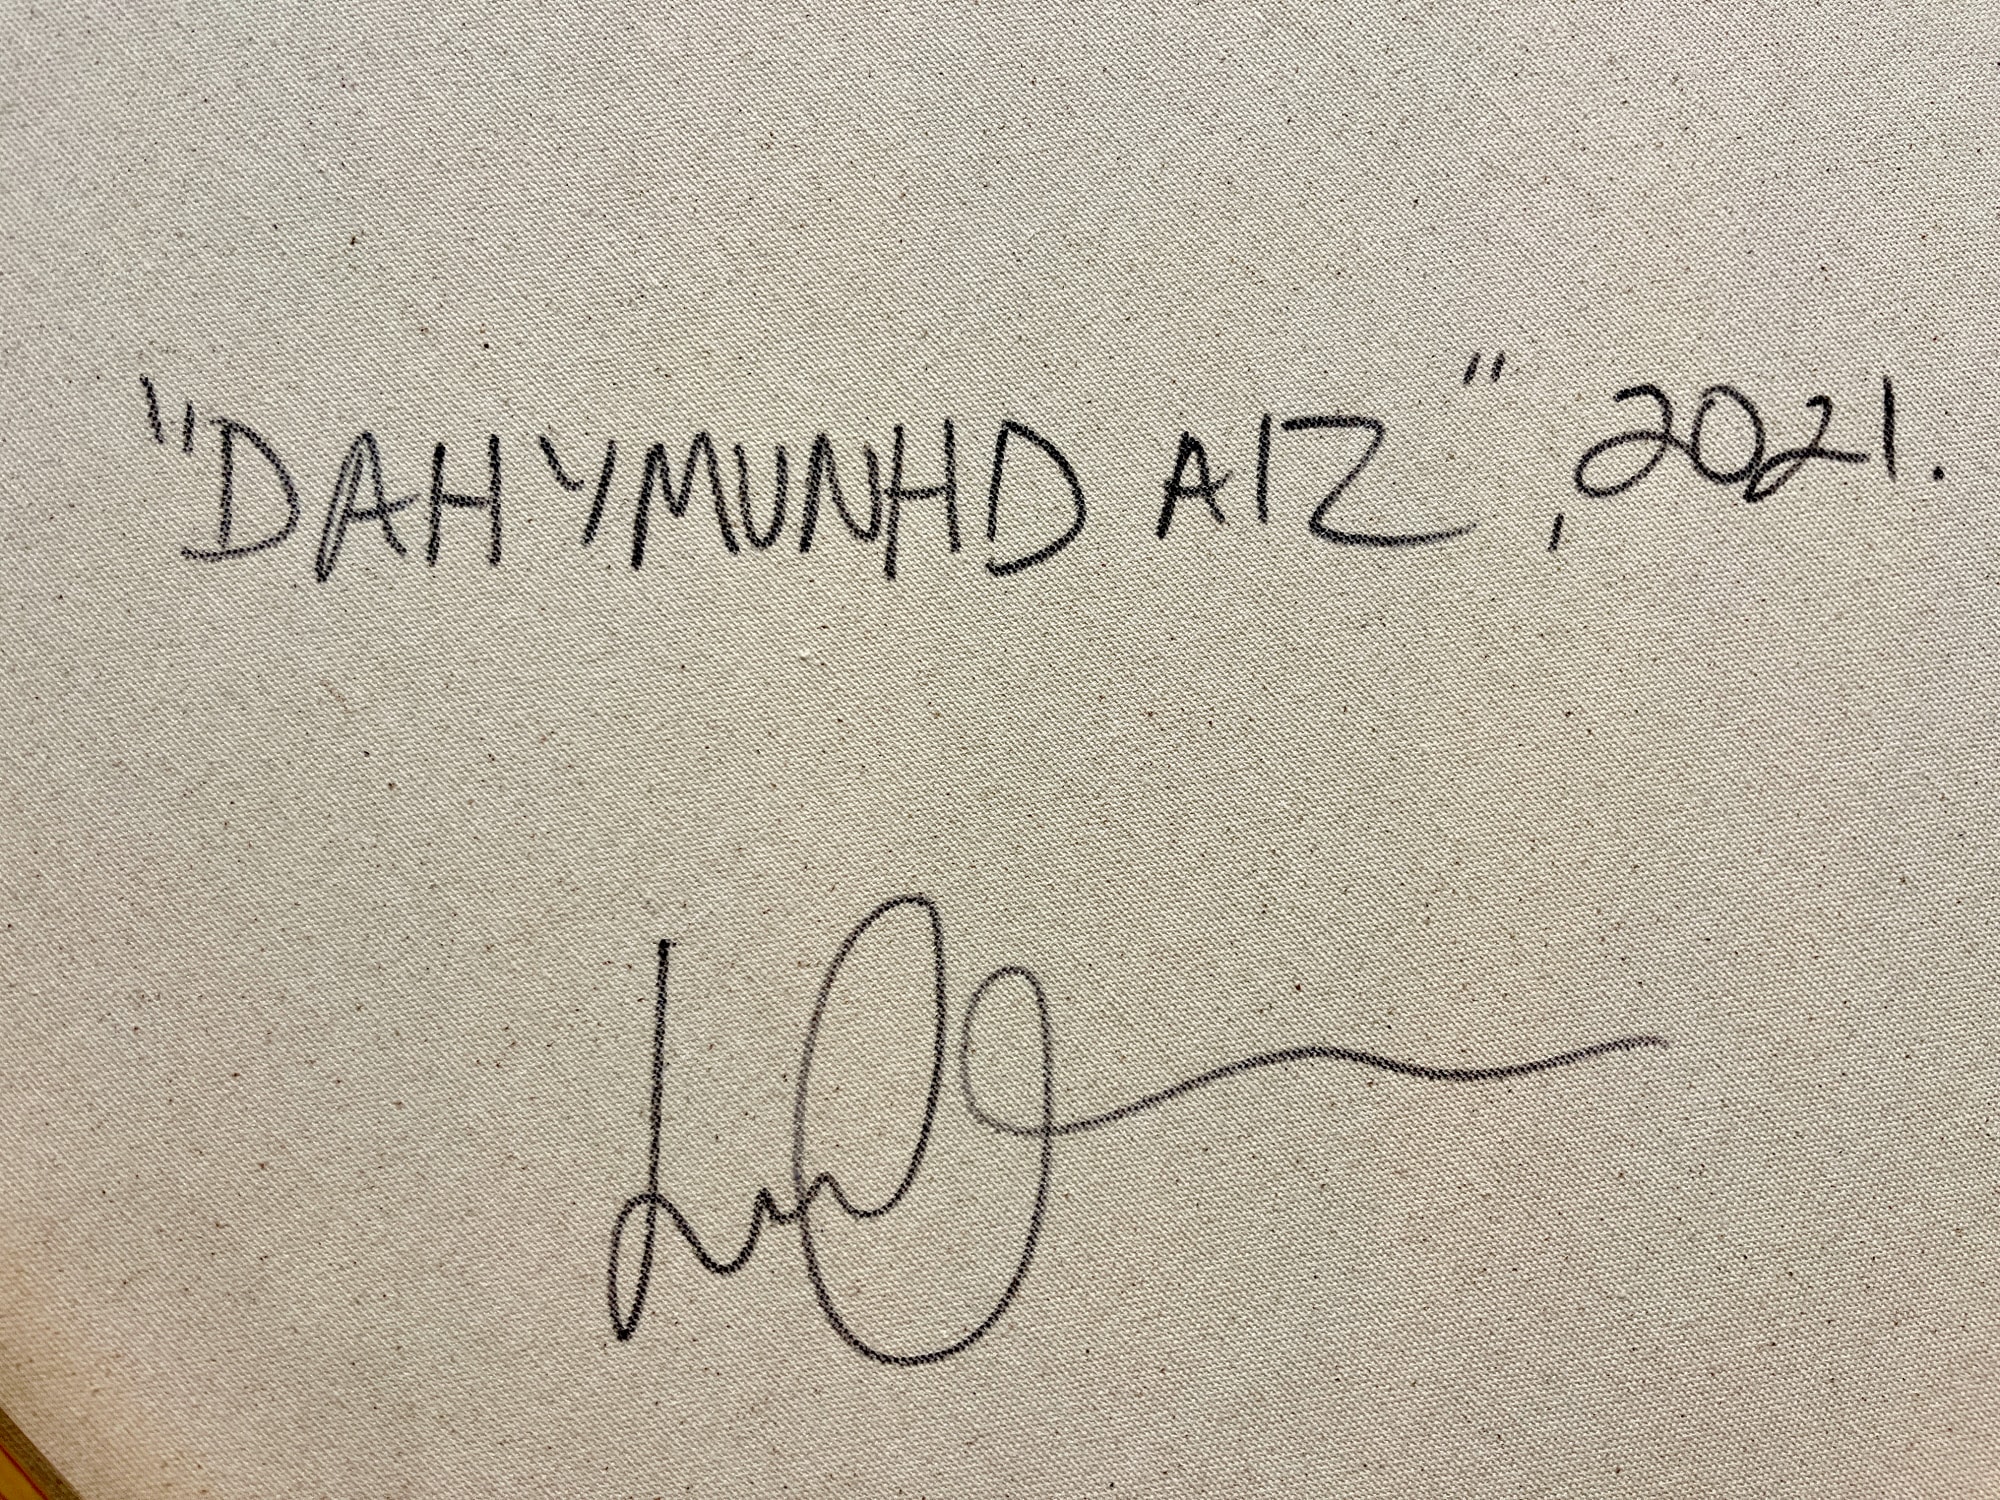 "DAHYMUNHD AIZ", 2021.